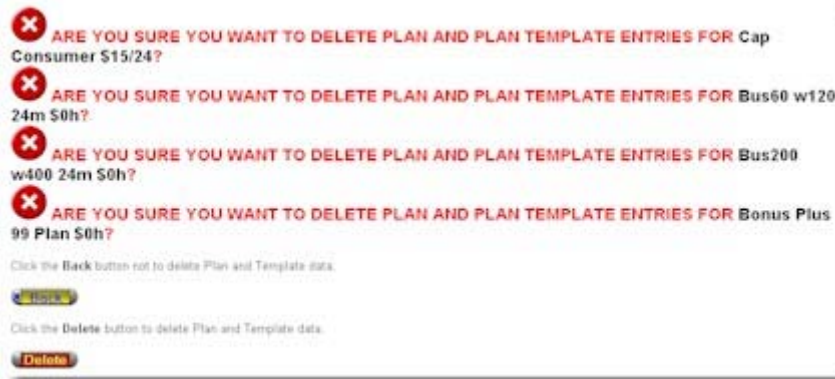 ARE YOU SURE YOU WANT TO DELETE PLAN AND PLAN TEMPLATE ENTRIES FOR Cap
Consumer $15/24?
ARE YOU SURE YOU WANT TO DELETE PLAN AND PLAN TEMPLATE ENTRIES FOR Bus60 w120
24m $0h?
ARE YOU SURE YOU WANT TO DELETE PLAN AND PLAN TEMPLATE ENTRIES FOR Bus200
w400 24m $0h?
ARE YOU SURE YOU WANT TO DELETE PLAN AND PLAN TEMPLATE ENTRIES FOR Bonus Plus
99 Plan $0h?
Click the Back button not to delete Plan and Template data.
Back
Click the Delete button to delete Plan and Template data.
Delete